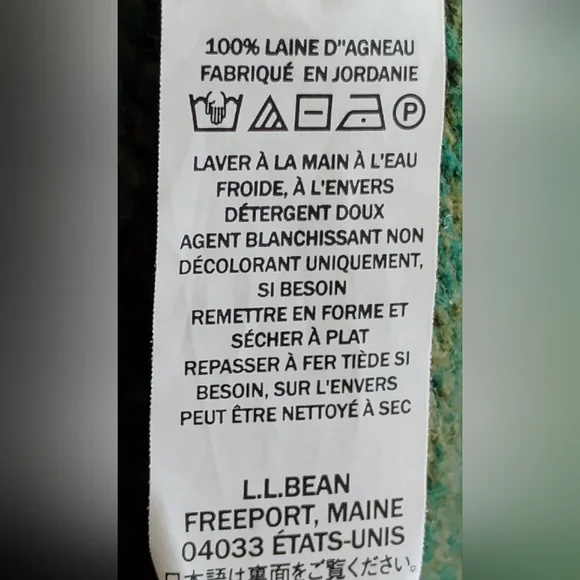 100% LAINE D"AGNEAU
FABRIQUÉ EN JORDANIE
P
LAVER À LA MAIN À L'EAU
FROIDE, À L'ENVERS
DÉTERGENT DOUX
AGENT BLANCHISSANT NON
DÉCOLORANT UNIQUEMENT,
SI BESOIN
REMETTRE EN FORME ET
SÉCHER À PLAT
REPASSER À FER TIÈDE SI
BESOIN, SUR L'ENVERS
PEUT ÊTRE NETTOYÉ À SEC
L.L.BEAN
FREEPORT, MAINE
04033 ÉTATS-UNIS
日本語は裏面をご覧ください。